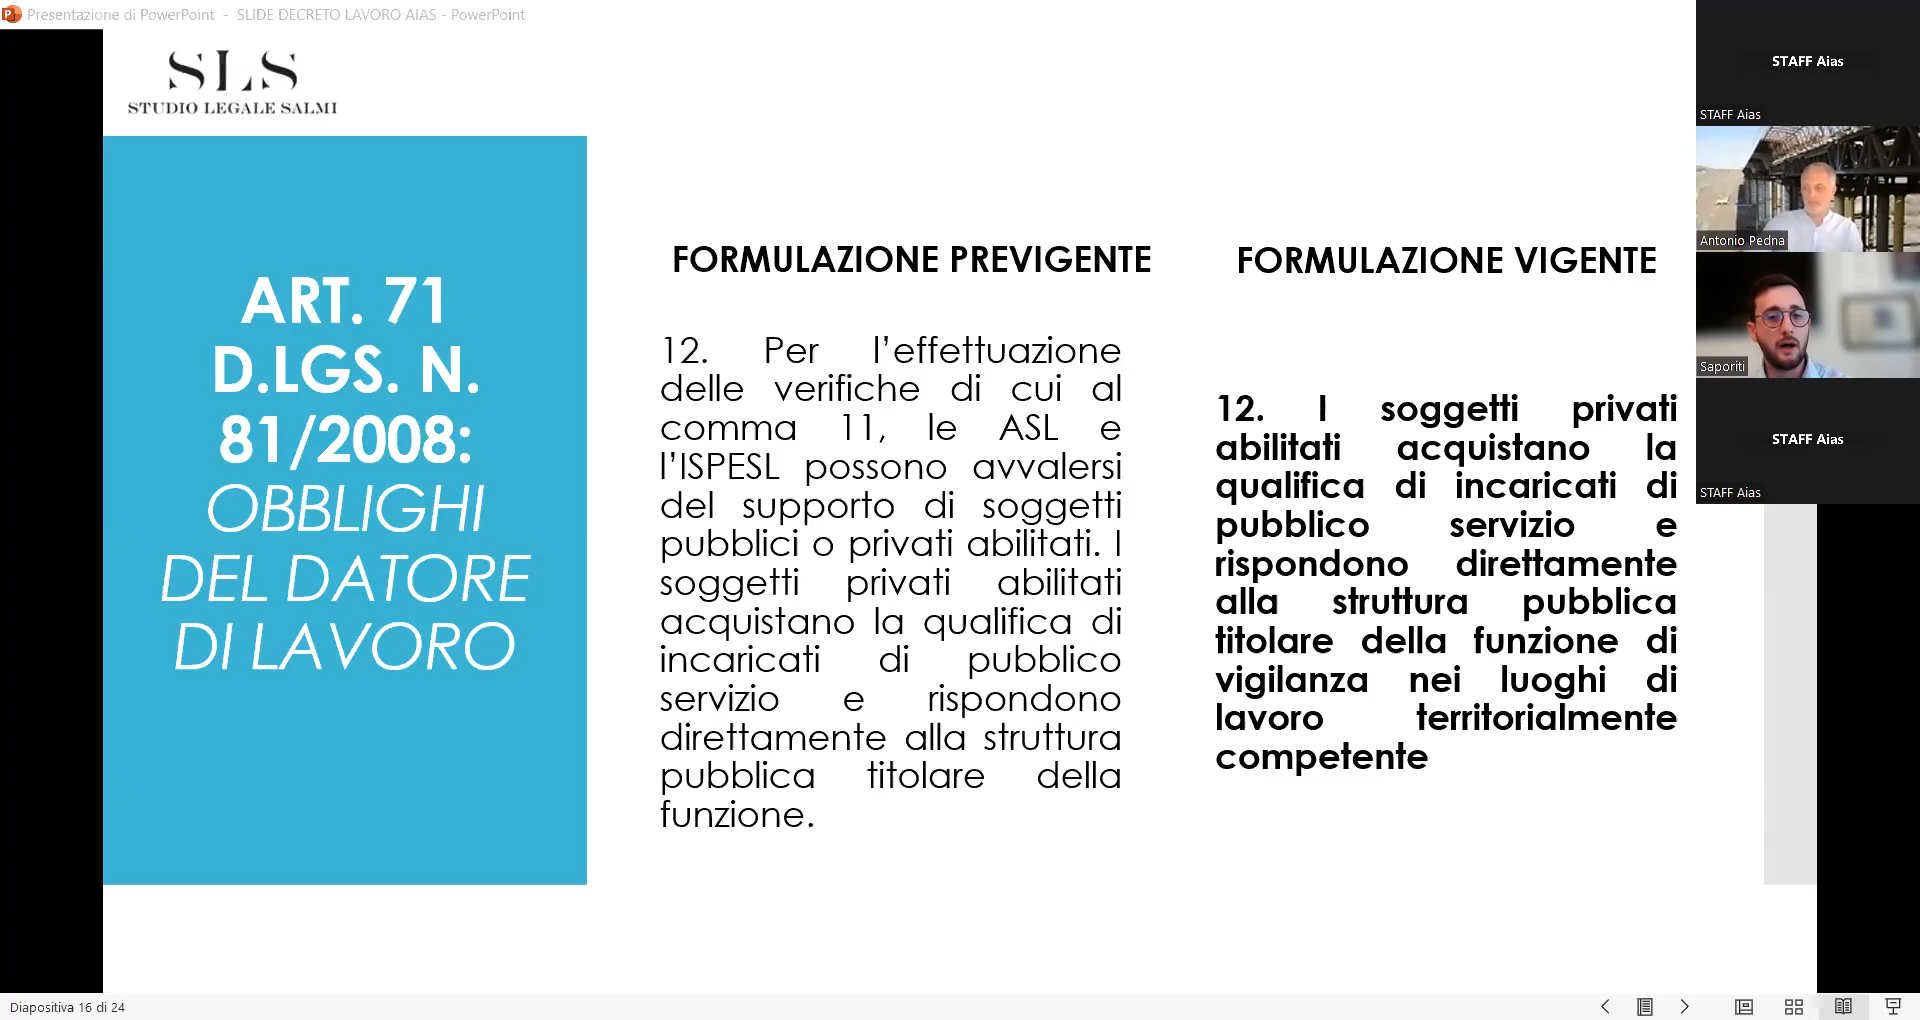 Presentazione di PowerPoint - SLIDE DECRETO LAVORO AIAS - PowerPoint
SLS
STUDIO LEGALE SALMI
ART. 71
D.LGS. N.
81/2008:
OBBLIGHI
DEL DATORE
DI LAVORO
FORMULAZIONE PREVIGENTE
12. Per l’effettuazione
delle verifiche di cui al
comma 11, le ASL e
l’ISPESL possono avvalersi
del supporto di soggetti
pubblici o privati abilitati. I
soggetti privati abilitati
acquistano la qualifica di
incaricati di pubblico
servizio e rispondono
direttamente alla struttura
pubblica titolare della
funzione.
FORMULAZIONE VIGENTE
12. I soggetti privati
abilitati acquistano la
qualifica di incaricati di
pubblico servizio e
rispondono direttamente
alla struttura pubblica
titolare della funzione di
vigilanza nei luoghi di
lavoro territorialmente
competente
STAFF Aias
STAFF Aias
Antonio Pedna
Saporiti
STAFF Aias
STAFF Aias
Diapositiva 16 di 24